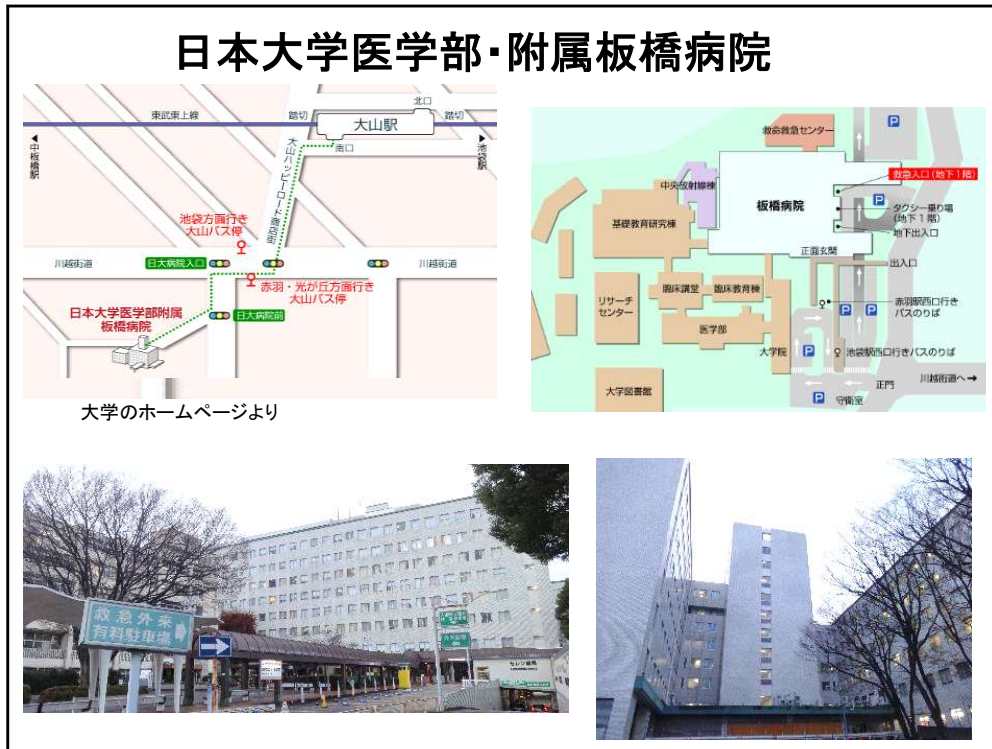 日本大学医学部・附属板橋病院
北口
東武東上線
踏切
大山駅
踏切
◀中板橋駅
南口
▲池袋駅
大山ハッピーロード商店街
池袋方面行き
大山バス停
川越街道
日大病院入口
川越街道
赤羽・光が丘方面行き
大山バス停
日本大学医学部附属
板橋病院
日大病院前
大学のホームページより
救命救急センター
P
中央放射線棟
救急入口(地下1階)
板橋病院
P
タクシー乗り場
(地下1階)
基礎教育研究棟
地下出入口
正面玄関
出入口
リサーチ
センター
臨床講堂
臨床教育棟
赤羽駅西口行き
バスのりば
P
P
医学部
大学院
P
池袋駅西口行きバスのりば
川越街道へ→
大学図書館
正門
P
守衛室
救急外来
有料駐車場